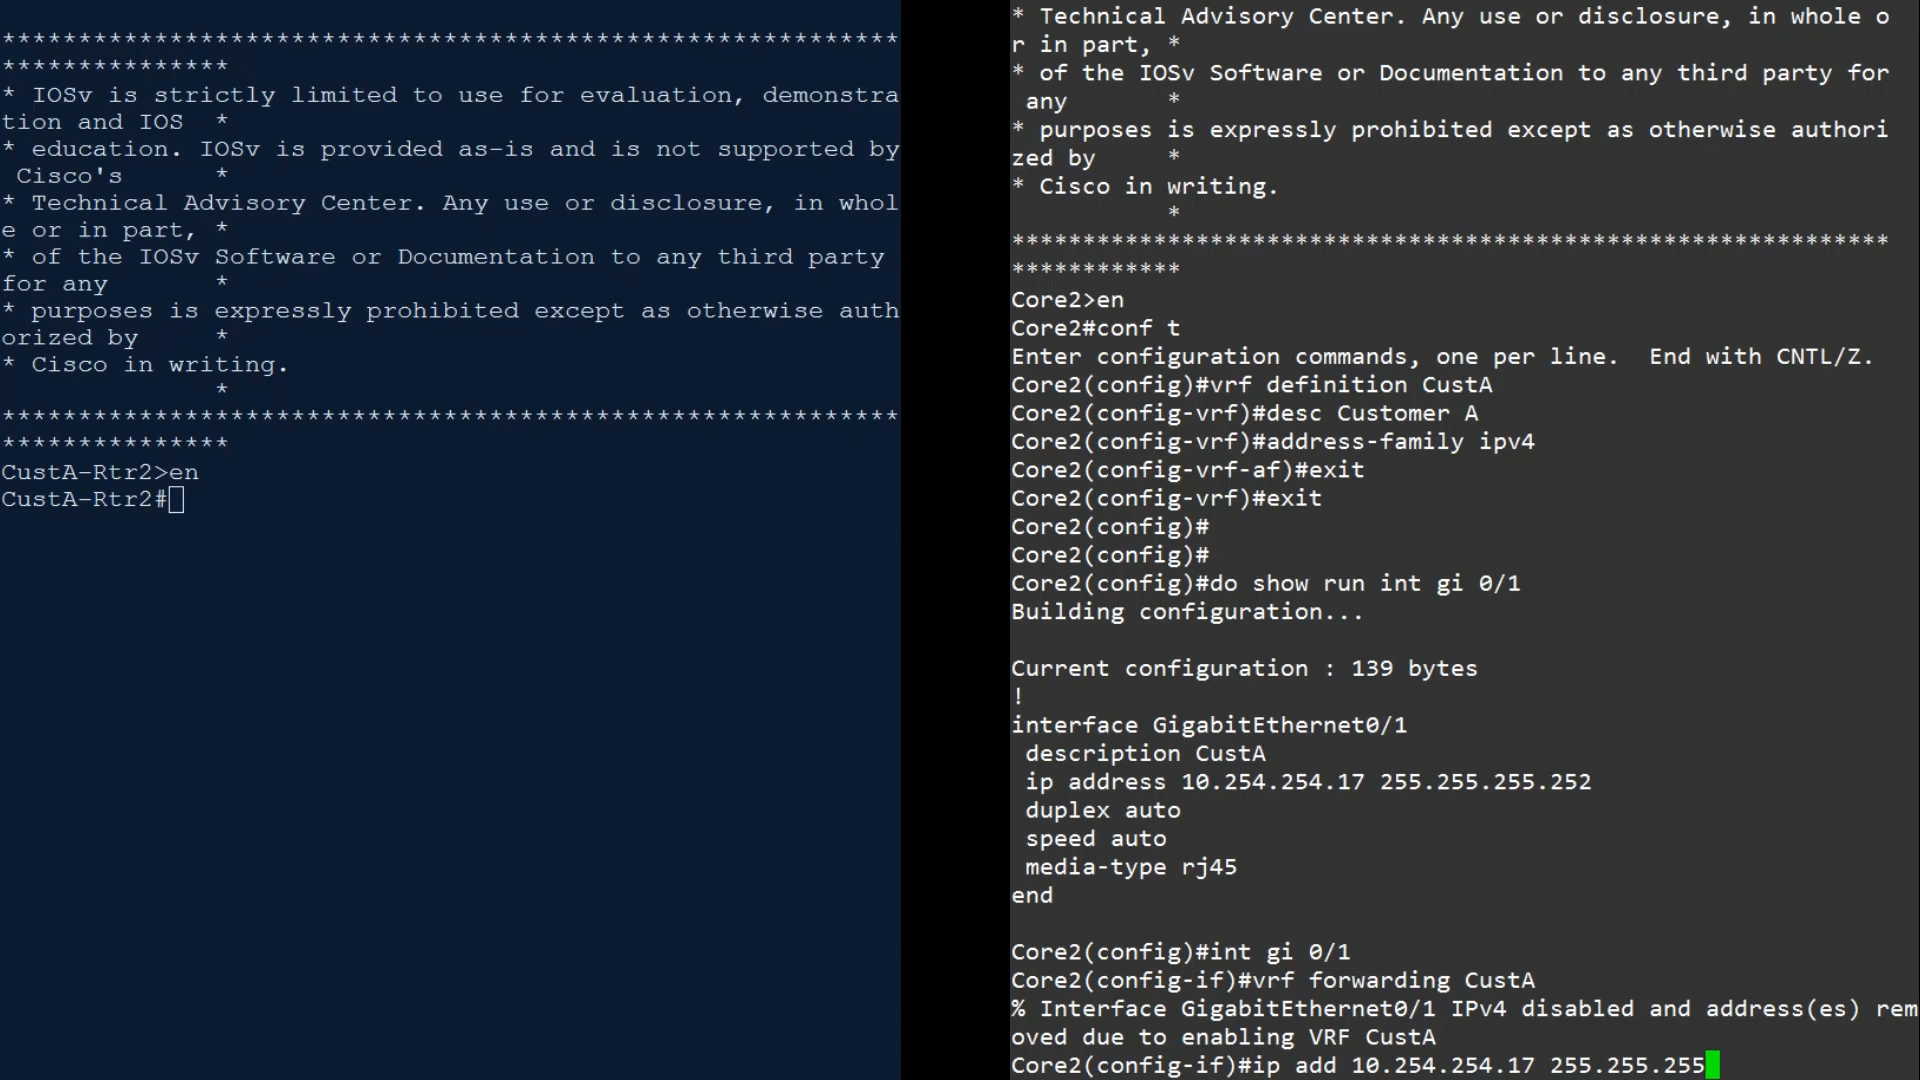 ***********************************************************
***************
* IOSv is strictly limited to use for evaluation, demonstra
tion and IOS  *
* education. IOSv is provided as-is and is not supported by
 Cisco's      *
* Technical Advisory Center. Any use or disclosure, in whol
e or in part, *
* of the IOSv Software or Documentation to any third party
for any       *
* purposes is expressly prohibited except as otherwise auth
orized by     *
* Cisco in writing.
              *
***********************************************************
***************
CustA-Rtr2>en
CustA-Rtr2#
* Technical Advisory Center. Any use or disclosure, in whole o
r in part, *
* of the IOSv Software or Documentation to any third party for
 any       *
* purposes is expressly prohibited except as otherwise authori
zed by     *
* Cisco in writing.
           *
**************************************************************
************
Core2>en
Core2#conf t
Enter configuration commands, one per line.  End with CNTL/Z.
Core2(config)#vrf definition CustA
Core2(config-vrf)#desc Customer A
Core2(config-vrf)#address-family ipv4
Core2(config-vrf-af)#exit
Core2(config-vrf)#exit
Core2(config)#
Core2(config)#
Core2(config)#do show run int gi 0/1
Building configuration...

Current configuration : 139 bytes
!
interface GigabitEthernet0/1
 description CustA
 ip address 10.254.254.17 255.255.255.252
 duplex auto
 speed auto
 media-type rj45
end

Core2(config)#int gi 0/1
Core2(config-if)#vrf forwarding CustA
% Interface GigabitEthernet0/1 IPv4 disabled and address(es) rem
oved due to enabling VRF CustA
Core2(config-if)#ip add 10.254.254.17 255.255.255